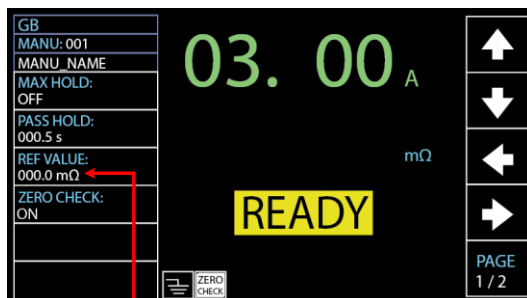 GB
MANU: 001
MANU_NAME
MAX HOLD:
OFF
PASS HOLD:
000.5 s
REF VALUE:
000.0 mΩ
ZERO CHECK:
ON
03. 00 A
mΩ
READY
ZERO
CHECK
PAGE
1 / 2